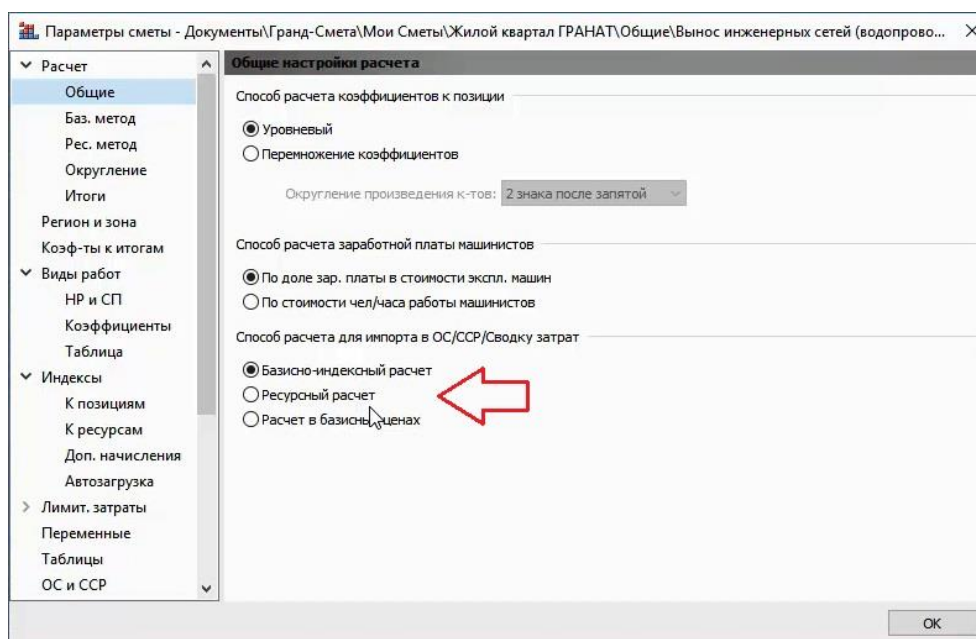 Параметры сметы - Документы\Гранд-Смета\Мои Сметы\Жилой квартал ГРАНАТ\Общие\Вынос инженерных сетей (водопрово...
Расчет
Общие
Баз. метод
Рес. метод
Округление
Итоги
Регион и зона
Коэф-ты к итогам
Виды работ
НР и СП
Коэффициенты
Таблица
Индексы
К позициям
К ресурсам
Доп. начисления
Автозагрузка
Лимит. затраты
Переменные
Таблицы
ОС и ССР
Общие настройки расчета
Способ расчета коэффициентов к позиции
Уровневый
Перемножение коэффициентов
Округление произведения к-тов: 2 знака после запятой
Способ расчета заработной платы машинистов
По доле зар. платы в стоимости экспл. машин
По стоимости чел/часа работы машинистов
Способ расчета для импорта в ОС/ССР/Сводку затрат
Базисно-индексный расчет
Ресурсный расчет
Расчет в базисных ценах
ОК